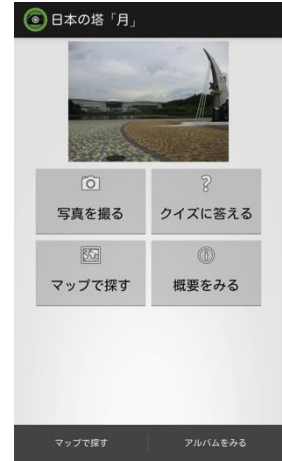 日本の塔「月」
写真を撮る
クイズに答える
マップで探す
概要をみる
マップで探す
アルバムをみる